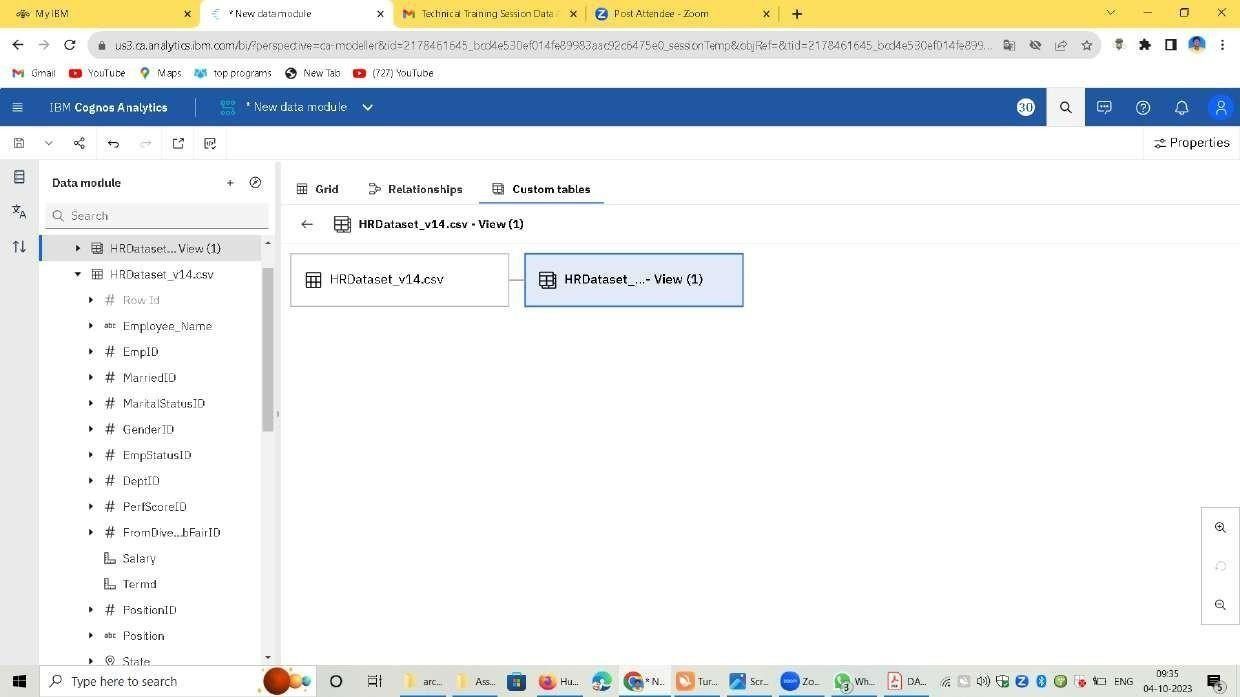 My IBM
* New data module
Technical Training Session Data A
Post Attendee - Zoom
us3.ca.analytics.ibm.com/bi/?perspective=ca-modeller&id=2178461645_bcd4e530ef014fe89983aac92c6475e0_sessionTemp&objRef=&tid=2178461645_bcd4e530ef014fe899...
Gmail YouTube Maps top programs New Tab (727) YouTube
IBM Cognos Analytics * New data module 30
Properties
Data module
Grid Relationships Custom tables
Search
HRDataset_v14.csv - View (1)
HRDataset... View (1)
HRDataset_v14.csv
Row Id
# Employee_Name
abc
EmpID
# MarriedID
# MaritalStatusID
# GenderID
# EmpStatusID
# DeptID
# PerfScoreID
# FromDive...bFairID
Salary
Termd
# PositionID
abc Position
State
HRDataset_v14.csv
HRDataset_...- View (1)
Type here to search
arc... Ass... Hu... * N... Tur... Scr... Zo... 3 Wh... DA...
ENG
09:35
04-10-2023
5